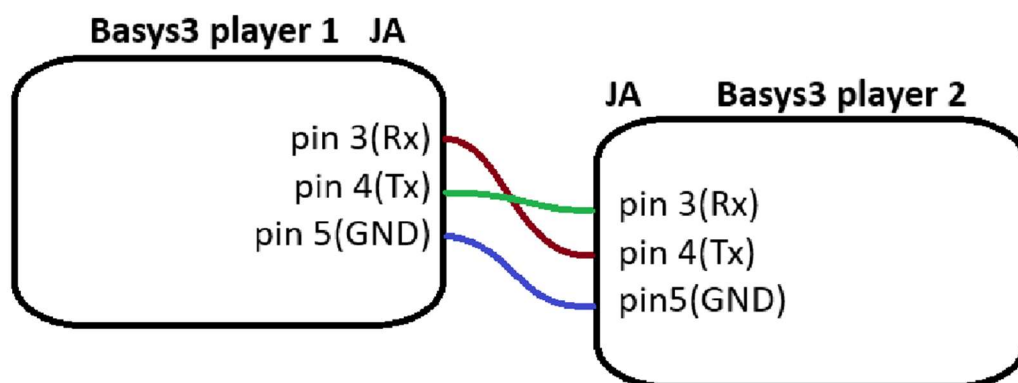 Basys3 player 1 JA
JA Basys3 player 2
pin 3(Rx)
pin 4(Tx)
pin 5(GND)
pin 3(Rx)
pin 4(Tx)
pin5(GND)